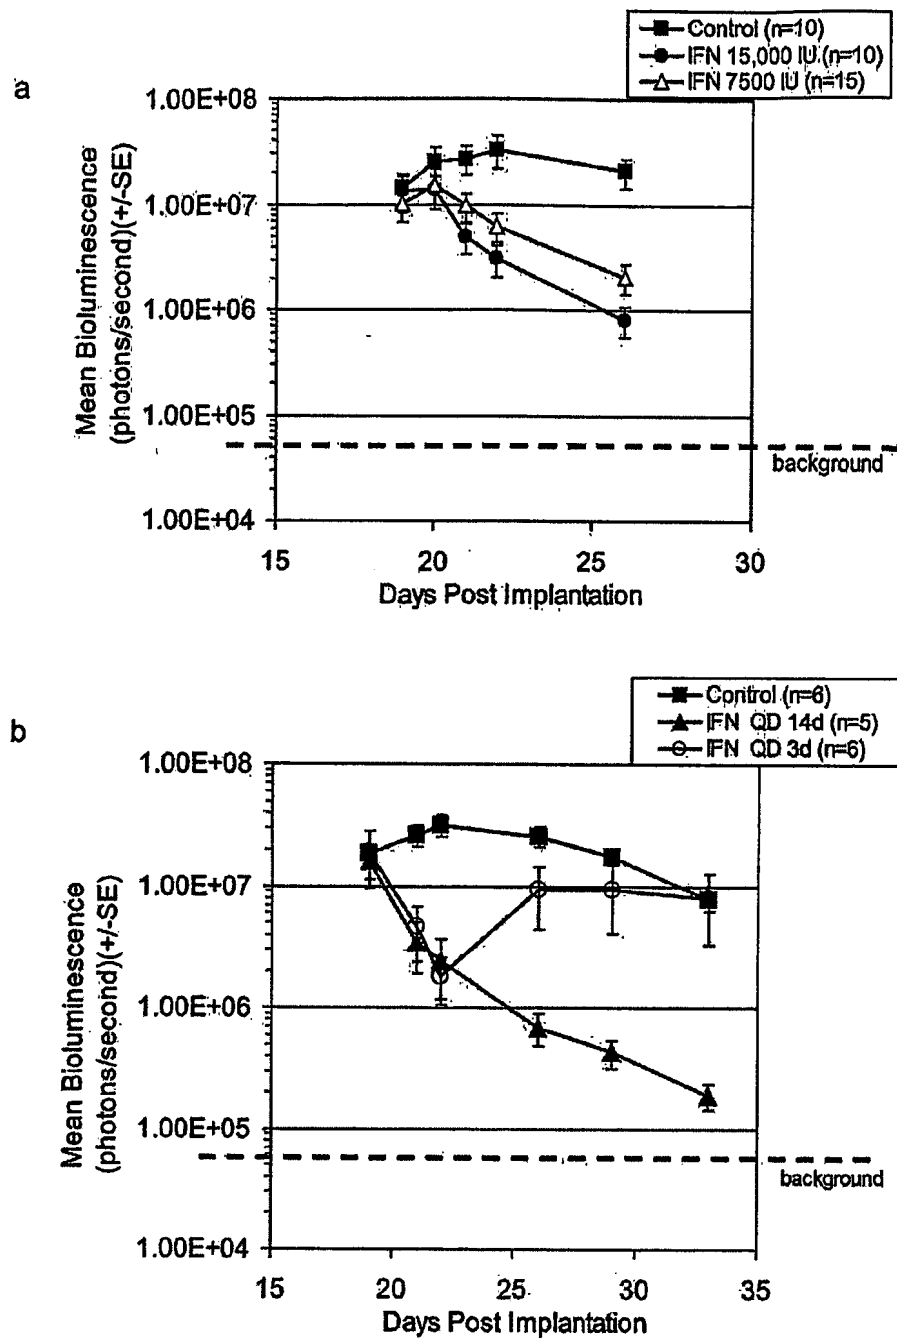 Control (n=10)
IFN 15,000 IU (n=10)
IFN 7500 IU (n=15)
a
1.00E+08
1.00E+07
1.00E+06
1.00E+05
1.00E+04
Mean Bioluminescence
(photons/second)(+/-SE)
background
15 20 25 30
Days Post Implantation
Control (n=6)
IFN QD 14d (n=5)
IFN QD 3d (n=6)
b
1.00E+08
1.00E+07
1.00E+06
1.00E+05
1.00E+04
Mean Bioluminescence
(photons/second)(+/-SE)
background
15 20 25 30 35
Days Post Implantation